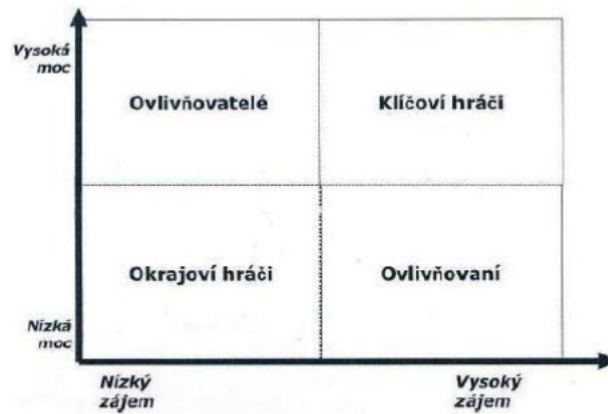 Vysoká
moc
Ovlivňovatelé
Klíčoví hráči
Okrajoví hráči
Ovlivňovaní
Nízká
moc
Nízký
zájem
Vysoký
zájem